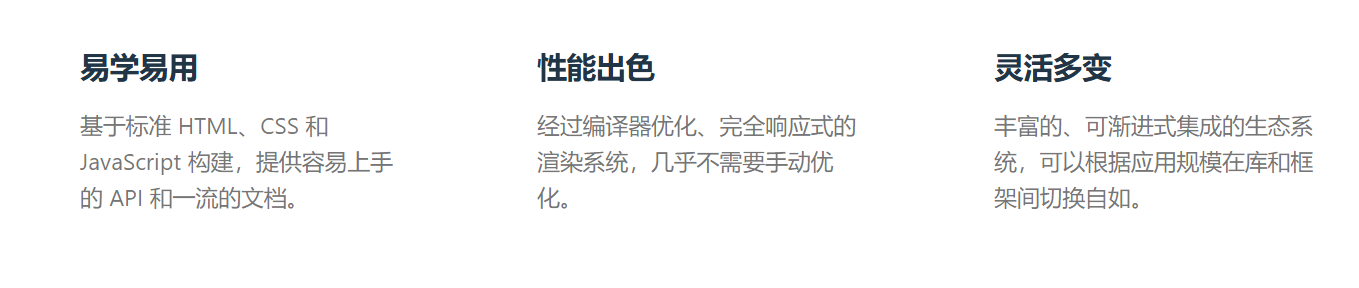 易学易用
基于标准 HTML、CSS 和
JavaScript 构建，提供容易上手
的 API 和一流的文档。
性能出色
经过编译器优化、完全响应式的
渲染系统，几乎不需要手动优
化。
灵活多变
丰富的、可渐进式集成的生态系
统，可以根据应用规模在库和框
架间切换自如。